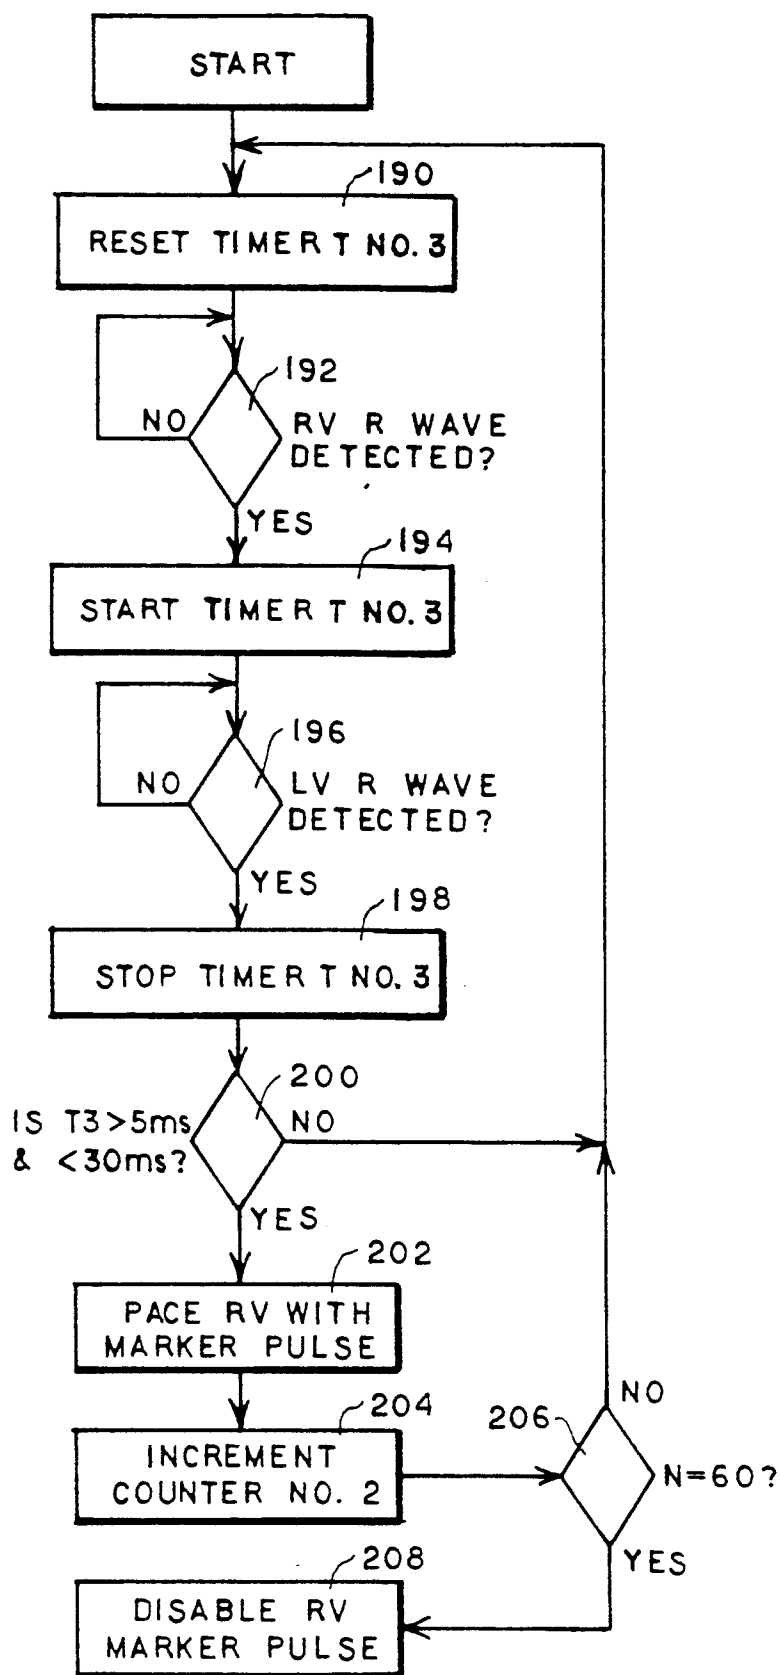 START
190
RESET TIMER T NO. 3
192
NO
RV R WAVE
DETECTED?
YES
194
START TIMER T NO. 3
196
NO
LV R WAVE
DETECTED?
YES
198
STOP TIMER T NO. 3
200
IS T3>5ms
& <30ms?
NO
YES
202
PACE RV WITH
MARKER PULSE
204
INCREMENT
COUNTER NO. 2
NO
206
N=60?
YES
208
DISABLE RV
MARKER PULSE